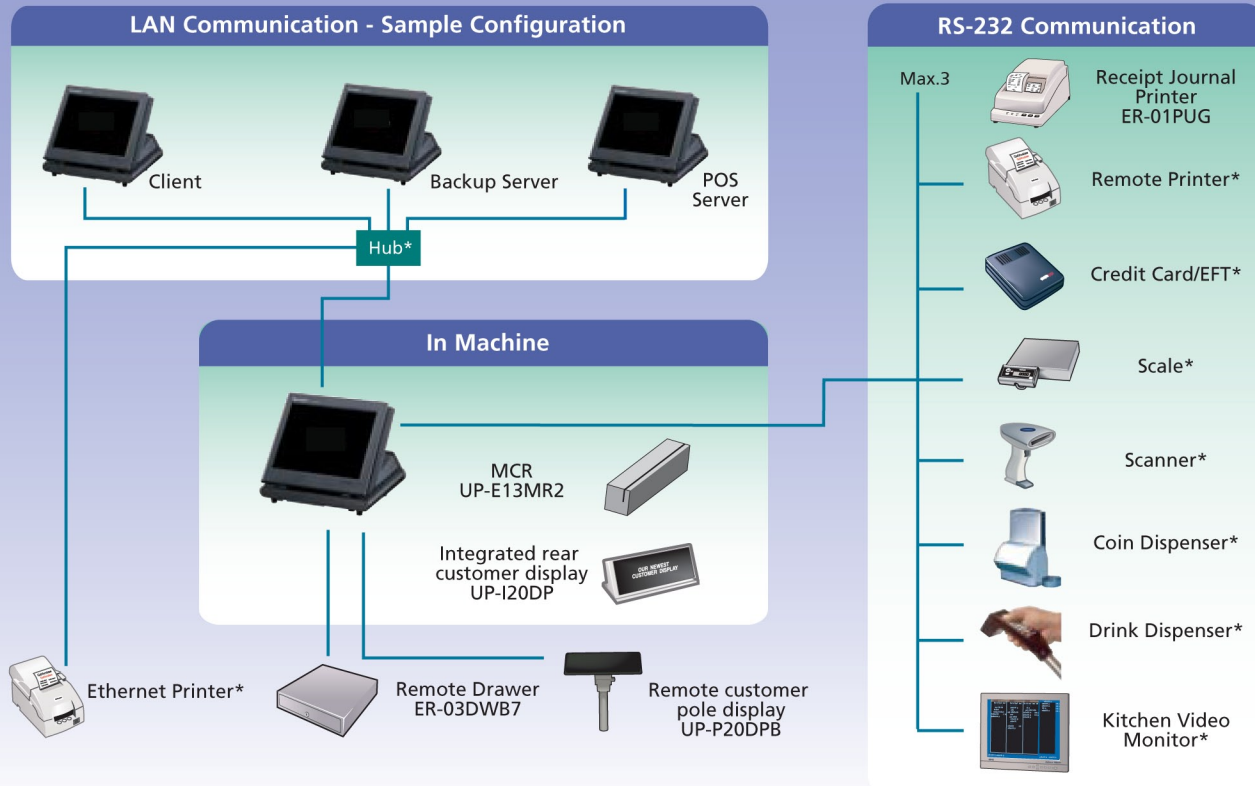 LAN Communication - Sample Configuration
Client
Backup Server
POS
Server
Hub*
In Machine
MCR
UP-E13MR2
Integrated rear
customer display
UP-I20DP
OUR NEWEST
CUSTOMER DISPLAY
Ethernet Printer*
Remote Drawer
ER-03DWB7
Remote customer
pole display
UP-P20DPB
RS-232 Communication
Max.3
Receipt Journal
Printer
ER-01PUG
Remote Printer*
Credit Card/EFT*
Scale*
Scanner*
Coin Dispenser*
Drink Dispenser*
Kitchen Video
Monitor*